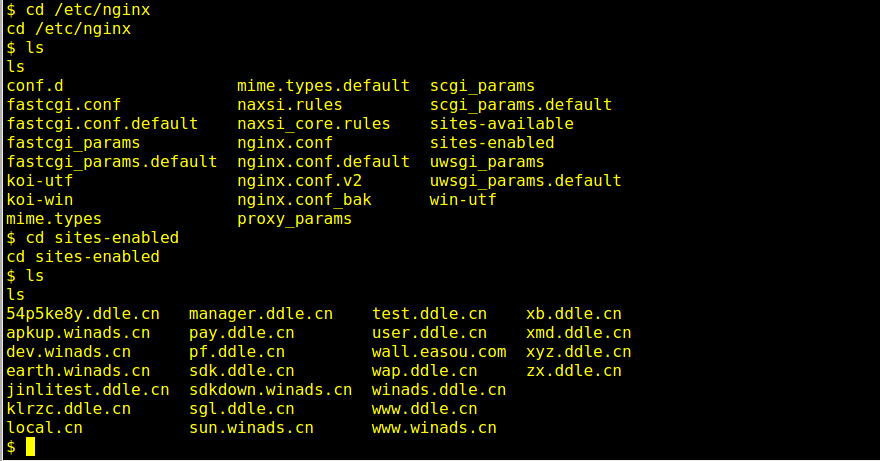 $ cd /etc/nginx
cd /etc/nginx
$ ls
ls
conf.d                  mime.types.default  scgi_params
fastcgi.conf            naxsi.rules         scgi_params.default
fastcgi.conf.default    naxsi_core.rules    sites-available
fastcgi_params          nginx.conf          sites-enabled
fastcgi_params.default  nginx.conf.default  uwsgi_params
koi-utf                 nginx.conf.v2       uwsgi_params.default
koi-win                 nginx.conf_bak      win-utf
mime.types              proxy_params
$ cd sites-enabled
cd sites-enabled
$ ls
ls
54p5ke8y.ddle.cn   manager.ddle.cn    test.ddle.cn    xb.ddle.cn
apkup.winads.cn    pay.ddle.cn        user.ddle.cn    xmd.ddle.cn
dev.winads.cn      pf.ddle.cn         wall.easou.com  xyz.ddle.cn
earth.winads.cn    sdk.ddle.cn        wap.ddle.cn     zx.ddle.cn
jinlitest.ddle.cn  sdkdown.winads.cn  winads.ddle.cn
klrzc.ddle.cn      sgl.ddle.cn        www.ddle.cn
local.cn           sun.winads.cn      www.winads.cn
$